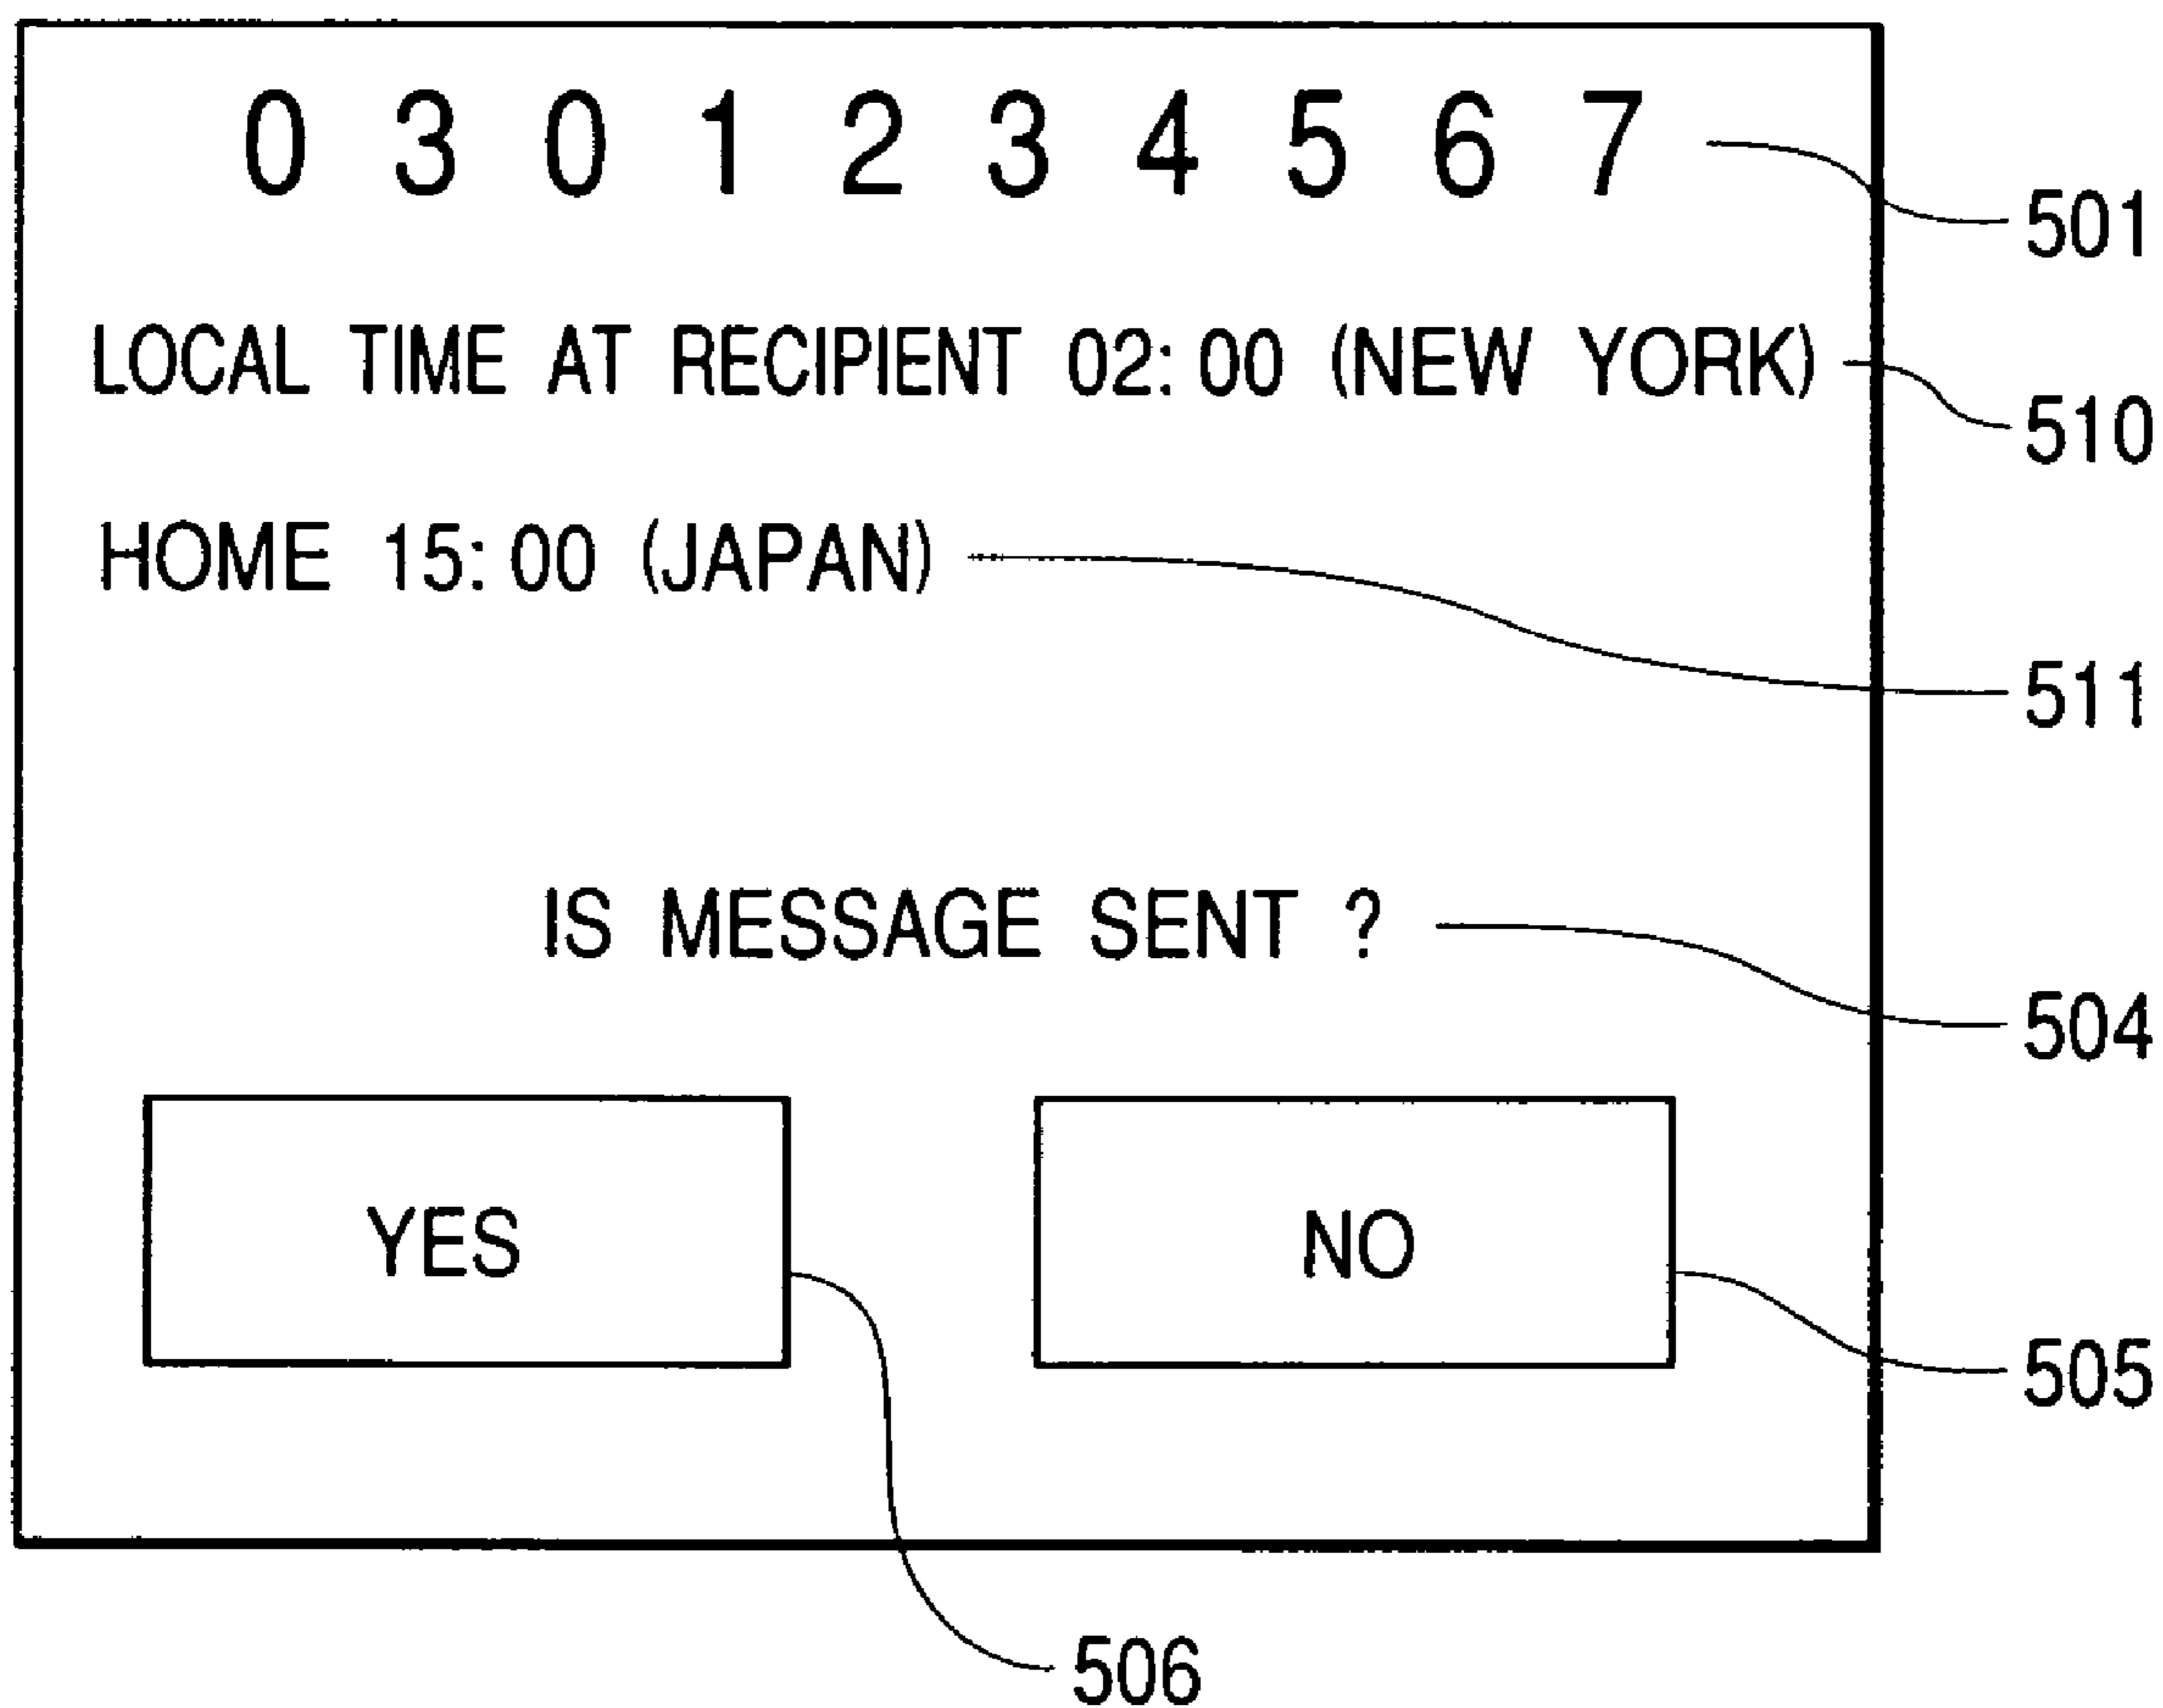 0 3 0 1 2 3 4 5 6 7
501
LOCAL TIME AT RECIPIENT 02:00 (NEW YORK)
510
HOME 15:00 (JAPAN)
511
IS MESSAGE SENT ?
504
YES
NO
505
506